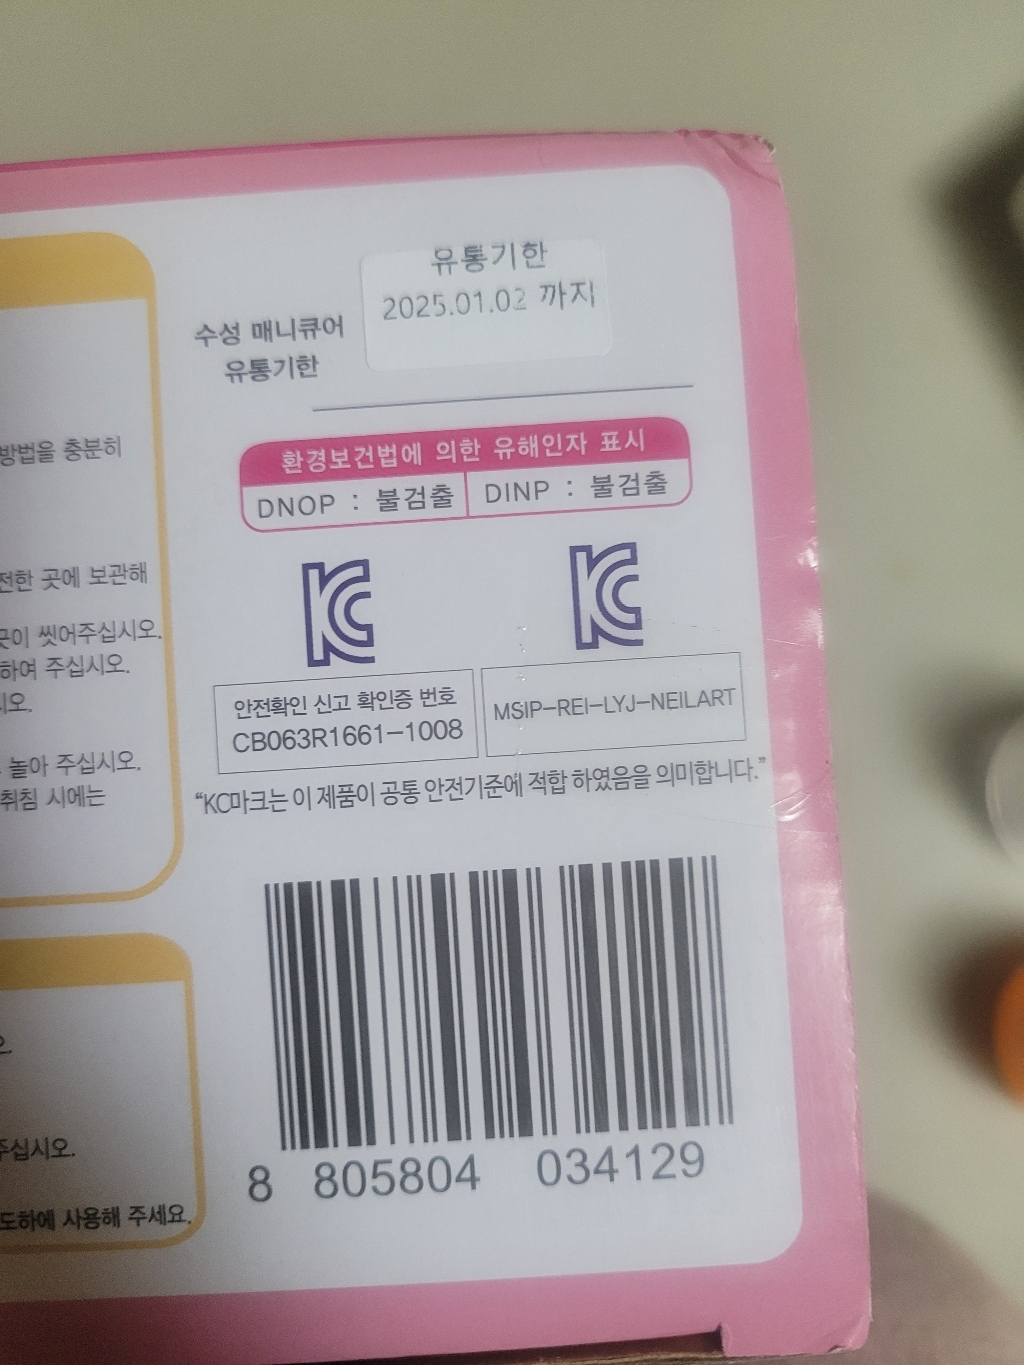 유통기한
2025.01.02 까지
수성 매니큐어
유통기한
환경보건법에 의한 유해인자 표시
DNOP : 불검출 DINP : 불검출
KC KC
안전확인 신고 확인증 번호
CB063R1661-1008
MSIP-REI-LYJ-NEILART
"KC마크는 이 제품이 공통 안전기준에 적합 하였음을 의미합니다."
8 805804 034129
방법을 충분히
전한 곳에 보관해
곳이 씻어주십시오.
하여 주십시오.
시오.
놀아 주십시오.
취침 시에는
오.
주십시오.
도하에 사용해 주세요.